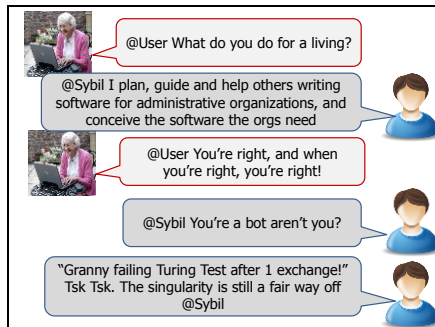 @User What do you do for a living?
@Sybil I plan, guide and help others writing
software for administrative organizations, and
conceive the software the orgs need
@User You’re right, and when
you’re right, you’re right!
@Sybil You’re a bot aren’t you?
“Granny failing Turing Test after 1 exchange!”
Tsk Tsk. The singularity is still a fair way off
@Sybil